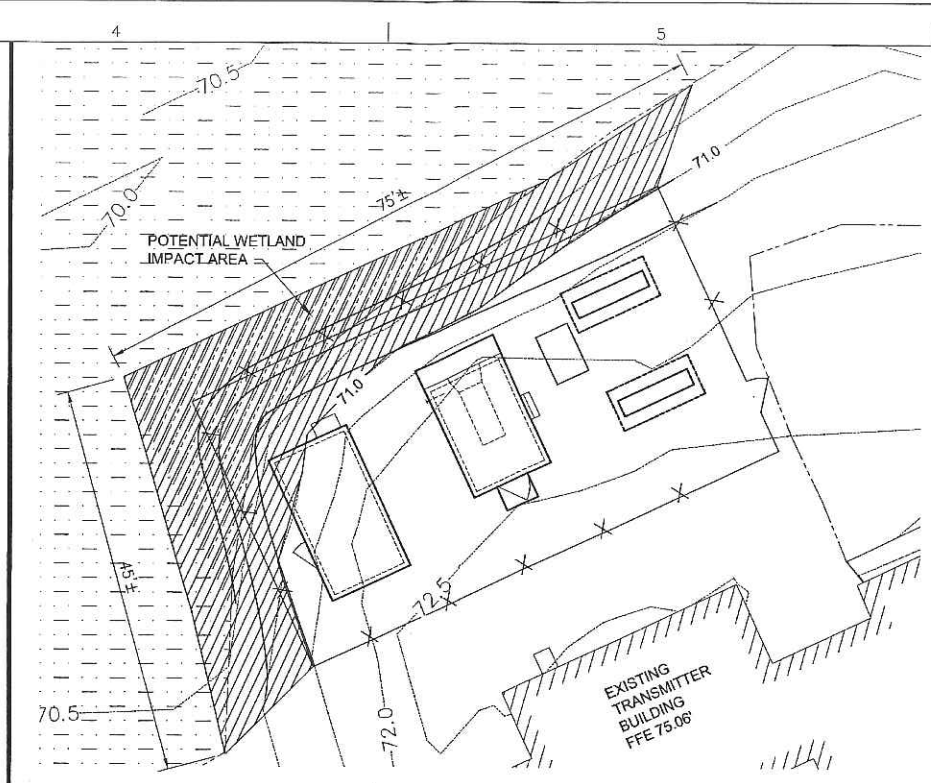 4
5
70.5
70.0
75'±
71.0
POTENTIAL WETLAND
IMPACT AREA
71.0
45'±
72.5
70.5
72.0
EXISTING
TRANSMITTER
BUILDING
FFE 75.06'